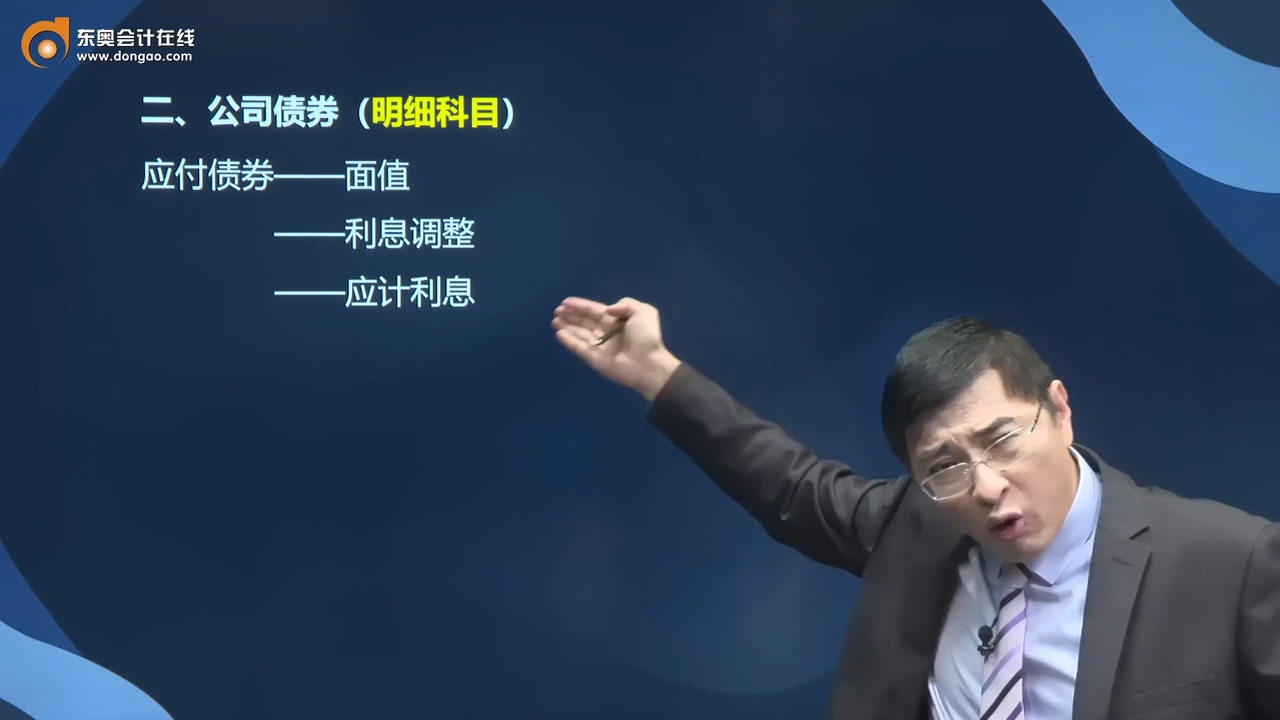 东奥会计在线
www.dongao.com
二、公司债券（明细科目）
应付债券——面值
——利息调整
——应计利息